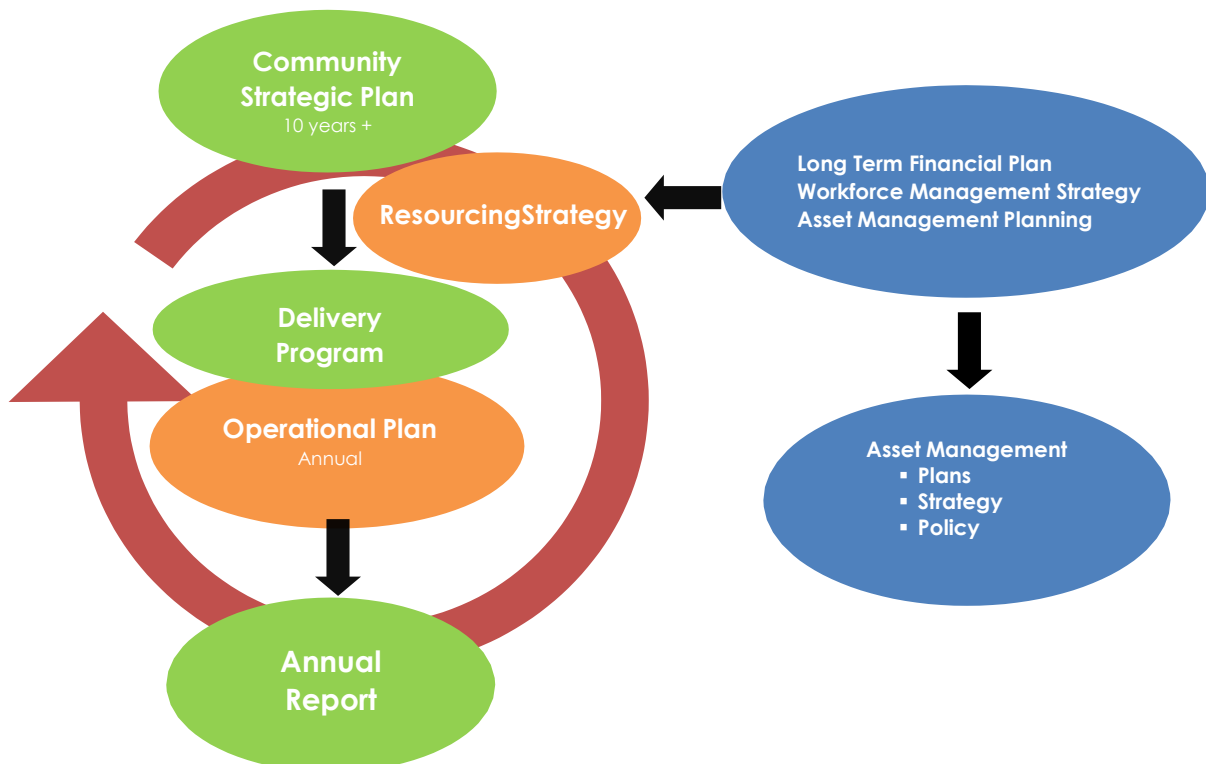 Community
Strategic Plan
10 years +
ResourcingStrategy
Long Term Financial Plan
Workforce Management Strategy
Asset Management Planning
Delivery
Program
Operational Plan
Annual
Asset Management
▪ Plans
▪ Strategy
▪ Policy
Annual
Report